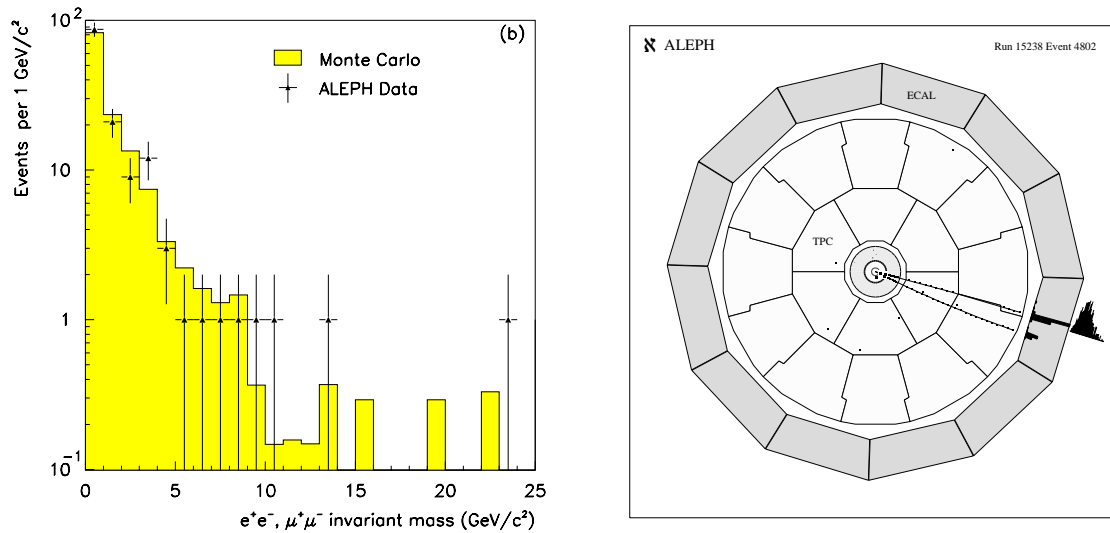 10²
10
1
10⁻¹
Events per 1 GeV/c²
(b)
Monte Carlo
ALEPH Data
0 5 10 15 20 25
e⁺e⁻, μ⁺μ⁻ invariant mass (GeV/c²)
ℵ ALEPH
Run 15238 Event 4802
ECAL
TPC